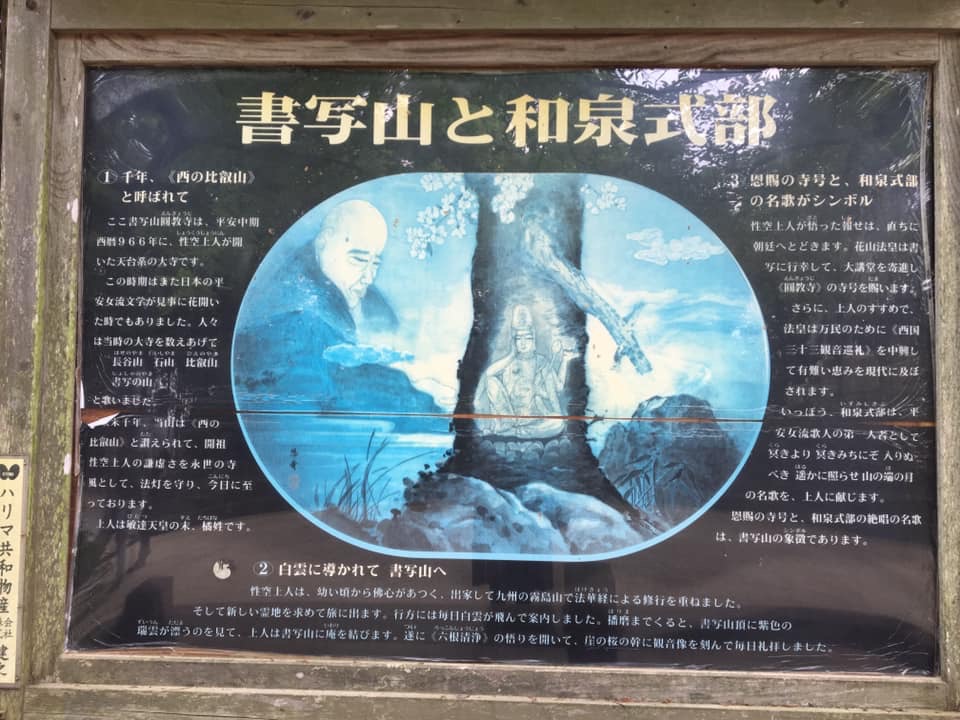 書写山と和泉式部
①千年、《西の比叡山》
と呼ばれて
ここ書写山圓教寺は、平安中期
西暦９６６年に、性空上人が開
いた天台系の大寺です。
この時期はまた日本の平
安女流文学が見事に花開い
た時でもありました。人々
は当時の大寺を数えあげて
長谷山 石山 比叡山
書写の山
と歌いました
来千年、当山は《西の
比叡山》と讃えられて、開祖
性空上人の謙虚さを永世の寺
風として、法灯を守り、今日に至
っております。
上人は敏達天皇の末、橘姓です。
② 白雲に導かれて 書写山へ
性空上人は、幼い頃から佛心があつく、出家して九州の霧島山で法華経による修行を重ねました。
そして新しい霊地を求めて旅に出ます。行方には毎日白雲が飛んで案内しました。播磨までくると、書写山頂に紫色の
瑞雲が漂うのを見て、上人は書写山に庵を結びます。遂に《六根清浄》の悟りを開いて、崖の桜の幹に観音像を刻んで毎日礼拝しました。
3 恩賜の寺号と、和泉式部
の名歌がシンボル
性空上人が悟った報せは、直ちに
朝廷へとどきます。花山法皇は書
写に行幸して、大講堂を寄進し
《圓教寺》の寺号を賜います。
さらに、上人のすすめで、
法皇は万民のために《西国
三十三観音巡礼》を中興し
て有難い恵みを現代に及ぼ
されます。
いっぽう、和泉式部は、平
安女流歌人の第一人者として
冥きより 冥きみちにぞ 入りぬ
べき 遥かに照らせ 山の端の月
の名歌を、上人に献じます。
恩賜の寺号と、和泉式部の絶唱の名歌
は、書写山の象徴であります。
ハリマ共和物産株式会社 建之